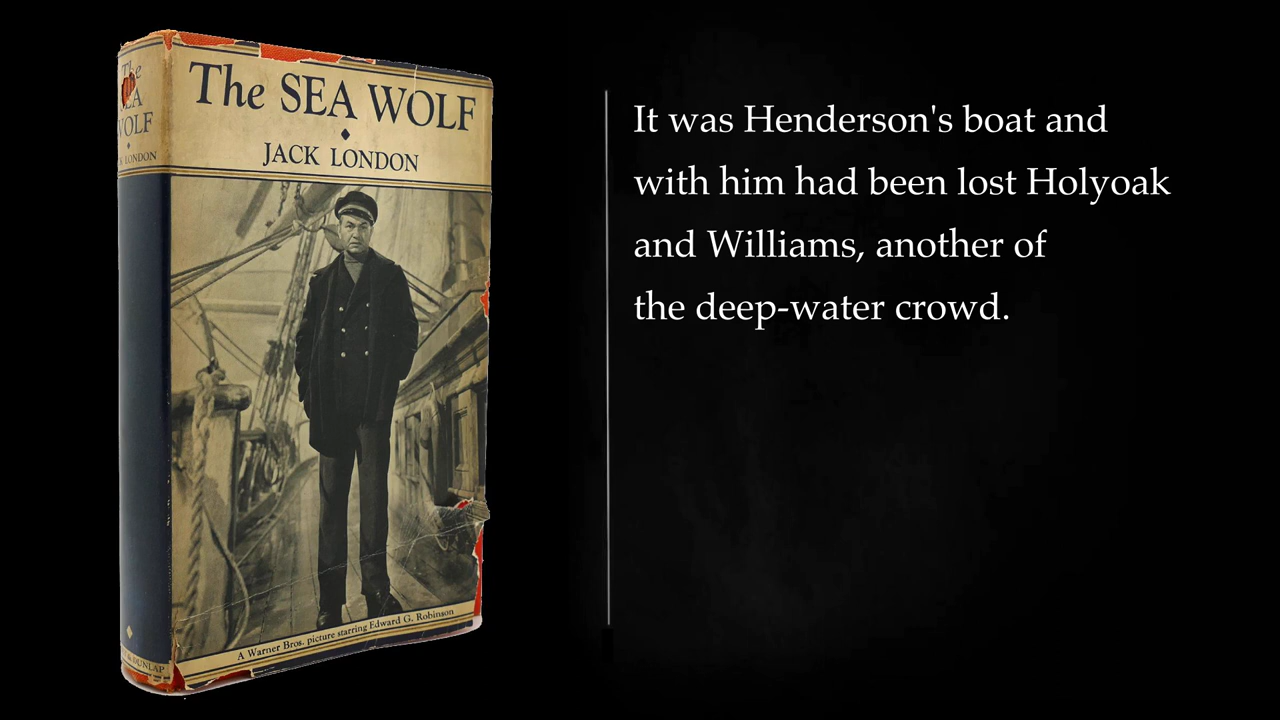 The
SEA
WOLF
LONDON
DUNLAP
The SEA WOLF
JACK LONDON
A Warner Bros. picture starring Edward G. Robinson
It was Henderson's boat and
with him had been lost Holyoak
and Williams, another of
the deep-water crowd.